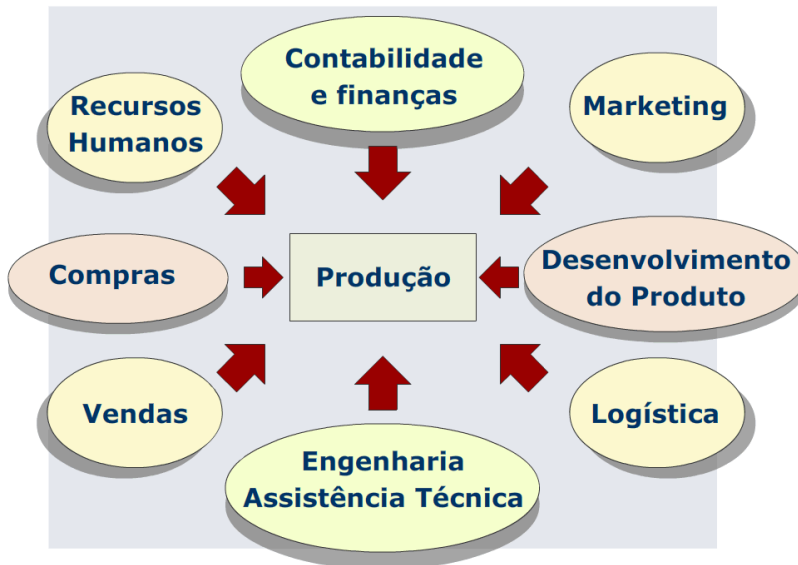 Contabilidade
e finanças
Recursos
Humanos
Marketing
Compras
Produção
Desenvolvimento
do Produto
Vendas
Logística
Engenharia
Assistência Técnica